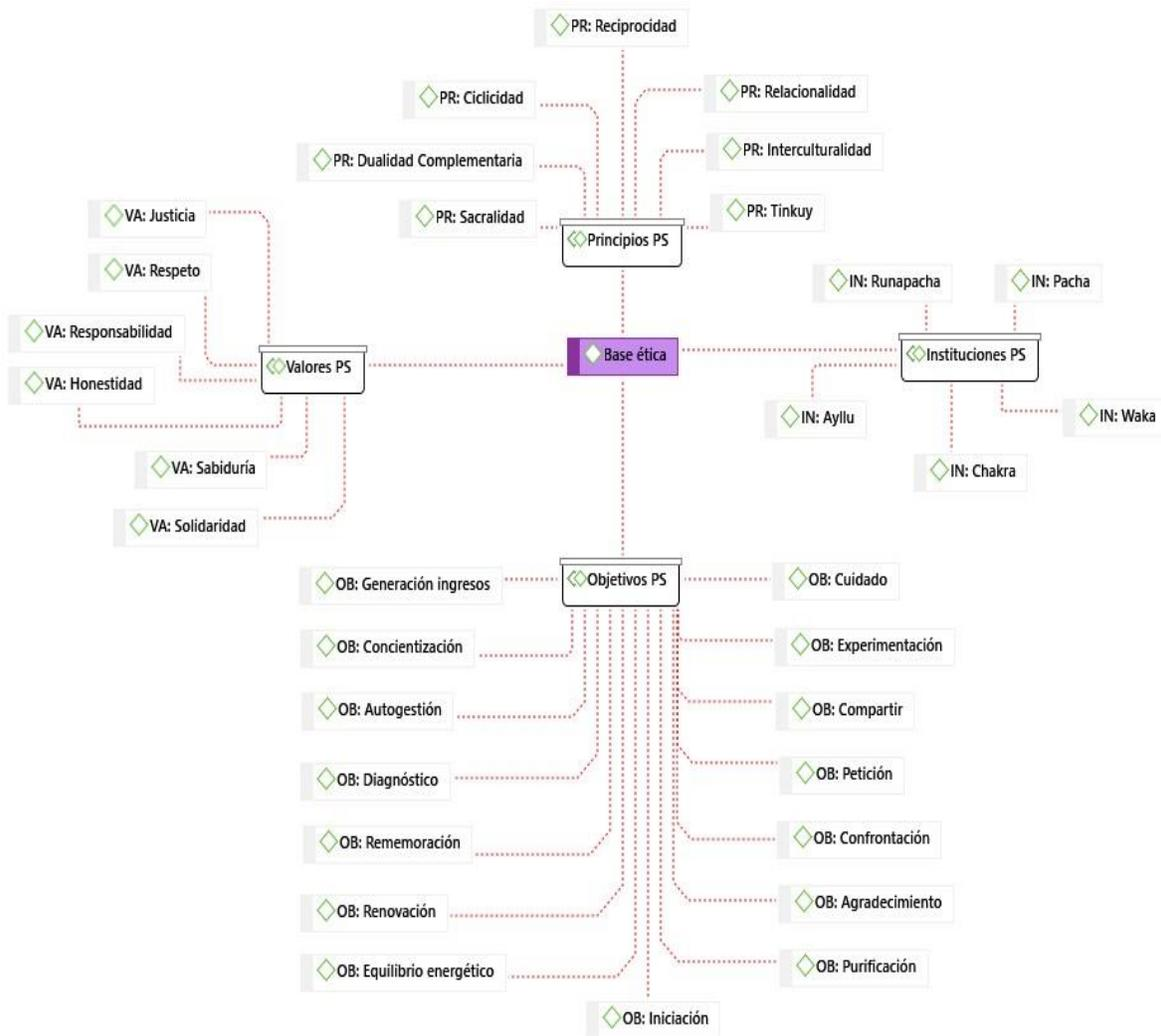 PR: Reciprocidad
PR: Ciclicidad
PR: Relacionalidad
PR: Dualidad Complementaria
PR: Interculturalidad
PR: Sacralidad
PR: Tinkuy
Principios PS
VA: Justicia
VA: Respeto
VA: Responsabilidad
VA: Honestidad
Valores PS
VA: Sabiduría
VA: Solidaridad
Base ética
IN: Runapacha
IN: Pacha
Instituciones PS
IN: Ayllu
IN: Waka
IN: Chakra
Objetivos PS
OB: Generación ingresos
OB: Cuidado
OB: Concientización
OB: Experimentación
OB: Autogestión
OB: Compartir
OB: Diagnóstico
OB: Petición
OB: Rememoración
OB: Confrontación
OB: Renovación
OB: Agradecimiento
OB: Equilibrio energético
OB: Purificación
OB: Iniciación